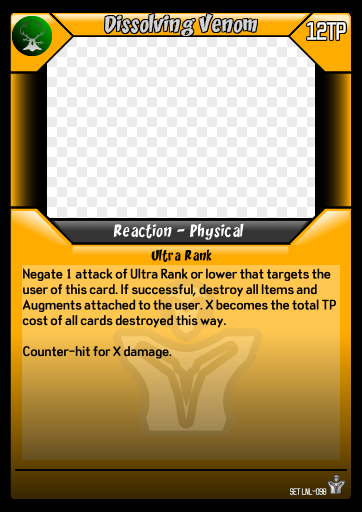 Dissolving Venom
12TP
Reaction - Physical
Ultra Rank
Negate 1 attack of Ultra Rank or lower that targets the
user of this card. If successful, destroy all Items and
Augments attached to the user. X becomes the total TP
cost of all cards destroyed this way.
Counter-hit for X damage.
SET LNL-098